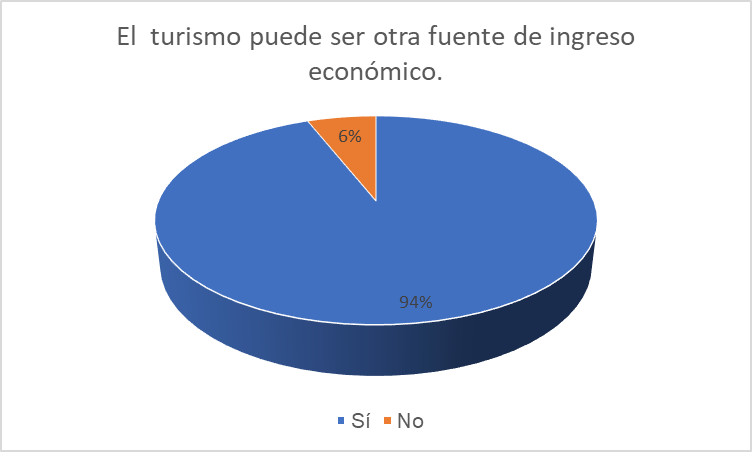 El  turismo puede ser otra fuente de ingreso
económico.
6%
94%
Sí No